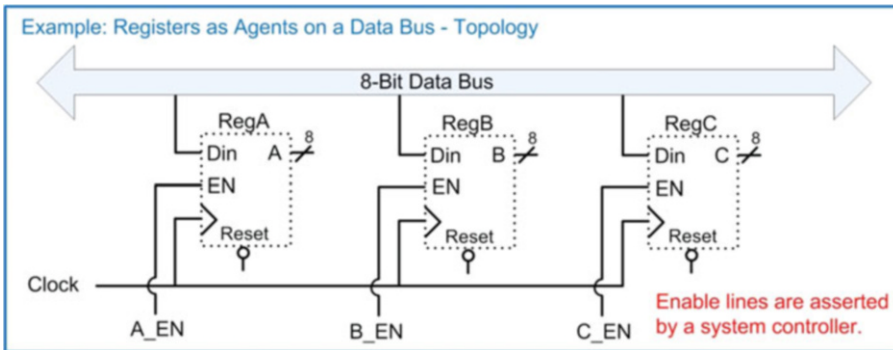 Example: Registers as Agents on a Data Bus - Topology
8-Bit Data Bus
RegA
Din A 8
EN
Reset
RegB
Din B 8
EN
Reset
RegC
Din C 8
EN
Reset
Clock
A_EN
B_EN
C_EN
Enable lines are asserted
by a system controller.